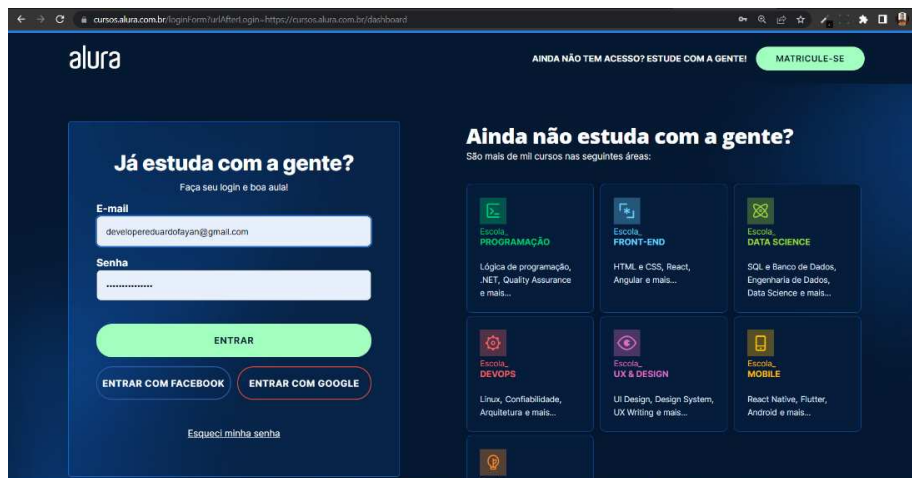 cursos.alura.com.br/loginForm?urlAfterLogin=https://cursos.alura.com.br/dashboard
alura
AINDA NÃO TEM ACESSO? ESTUDE COM A GENTE!
MATRICULE-SE
Já estuda com a gente?
Faça seu login e boa aula!
E-mail
developereduardofayan@gmail.com
Senha
ENTRAR
ENTRAR COM FACEBOOK
ENTRAR COM GOOGLE
Esqueci minha senha
Ainda não estuda com a gente?
São mais de mil cursos nas seguintes áreas:
Escola_
PROGRAMAÇÃO
Lógica de programação,
.NET, Quality Assurance
e mais...
Escola_
FRONT-END
HTML e CSS, React,
Angular e mais...
Escola_
DATA SCIENCE
SQL e Banco de Dados,
Engenharia de Dados,
Data Science e mais...
Escola_
DEVOPS
Linux, Confiabilidade,
Arquitetura e mais...
Escola_
UX & DESIGN
UI Design, Design System,
UX Writing e mais...
Escola_
MOBILE
React Native, Flutter,
Android e mais...